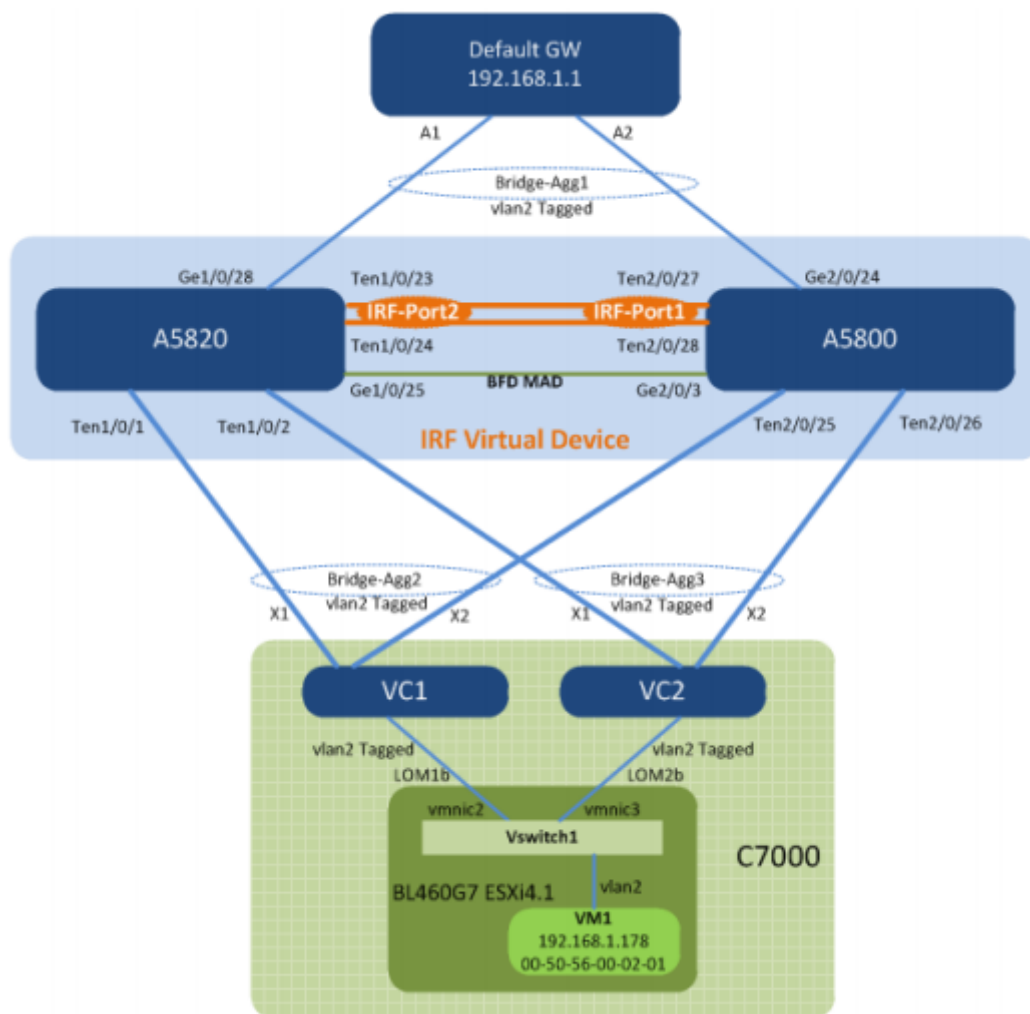 Default GW
192.168.1.1
A1
A2
Bridge-Agg1
vlan2 Tagged
Ge1/0/28
Ten1/0/23
Ten2/0/27
Ge2/0/24
IRF-Port2
IRF-Port1
A5820
A5800
Ten1/0/24
Ten2/0/28
BFD MAD
Ge1/0/25
Ge2/0/3
Ten1/0/1
Ten1/0/2
IRF Virtual Device
Ten2/0/25
Ten2/0/26
Bridge-Agg2
vlan2 Tagged
Bridge-Agg3
vlan2 Tagged
X1
X2
X1
X2
VC1
VC2
vlan2 Tagged
vlan2 Tagged
LOM1b
LOM2b
vmnic2
vmnic3
Vswitch1
C7000
BL460G7 ESXi4.1
vlan2
VM1
192.168.1.178
00-50-56-00-02-01